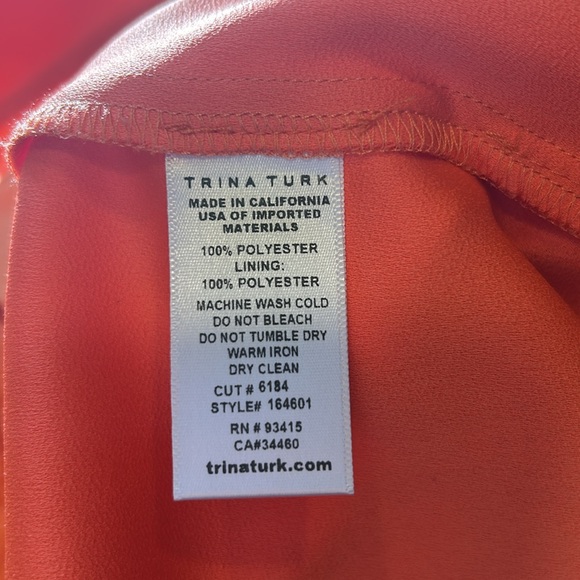 TRINA TURK
MADE IN CALIFORNIA
USA OF IMPORTED
MATERIALS
100% POLYESTER
LINING:
100% POLYESTER
MACHINE WASH COLD
DO NOT BLEACH
DO NOT TUMBLE DRY
WARM IRON
DRY CLEAN
CUT # 6184
STYLE# 164601
RN # 93415
CA#34460
trinaturk.com